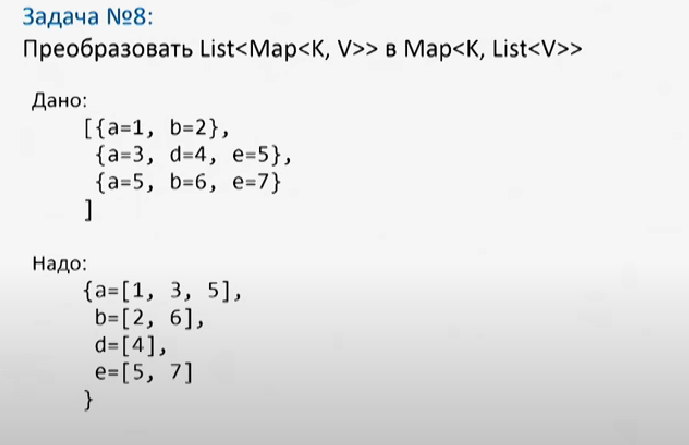 Задача №8:
Преобразовать List<Map<K, V>> в Map<K, List<V>>
Дано:
[{a=1, b=2},
{a=3, d=4, e=5},
{a=5, b=6, e=7}
]
Надо:
{a=[1, 3, 5],
b=[2, 6],
d=[4],
e=[5, 7]
}